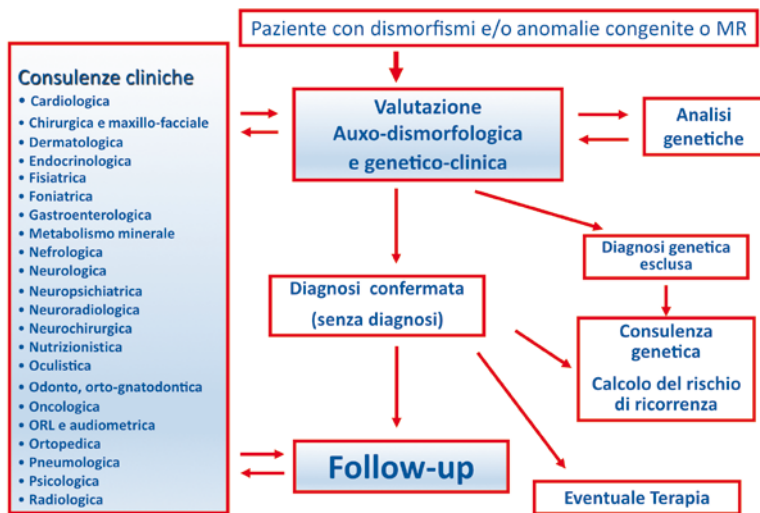 Paziente con dismorfismi e/o anomalie congenite o MR
Consulenze cliniche
• Cardiologica
• Chirurgica e maxillo-facciale
• Dermatologica
• Endocrinologica
• Fisiatrica
• Foniatrica
• Gastroenterologica
• Metabolismo minerale
• Nefrologica
• Neurologica
• Neuropsichiatrica
• Neuroradiologica
• Neurochirurgica
• Nutrizionistica
• Oculistica
• Odonto, orto-gnatodontica
• Oncologica
• ORL e audiometrica
• Ortopedica
• Pneumologica
• Psicologica
• Radiologica
Valutazione
Auxo-dismorfologica
e genetico-clinica
Analisi
genetiche
Diagnosi genetica
esclusa
Diagnosi confermata
(senza diagnosi)
Consulenza
genetica
Calcolo del rischio
di ricorrenza
Follow-up
Eventuale Terapia